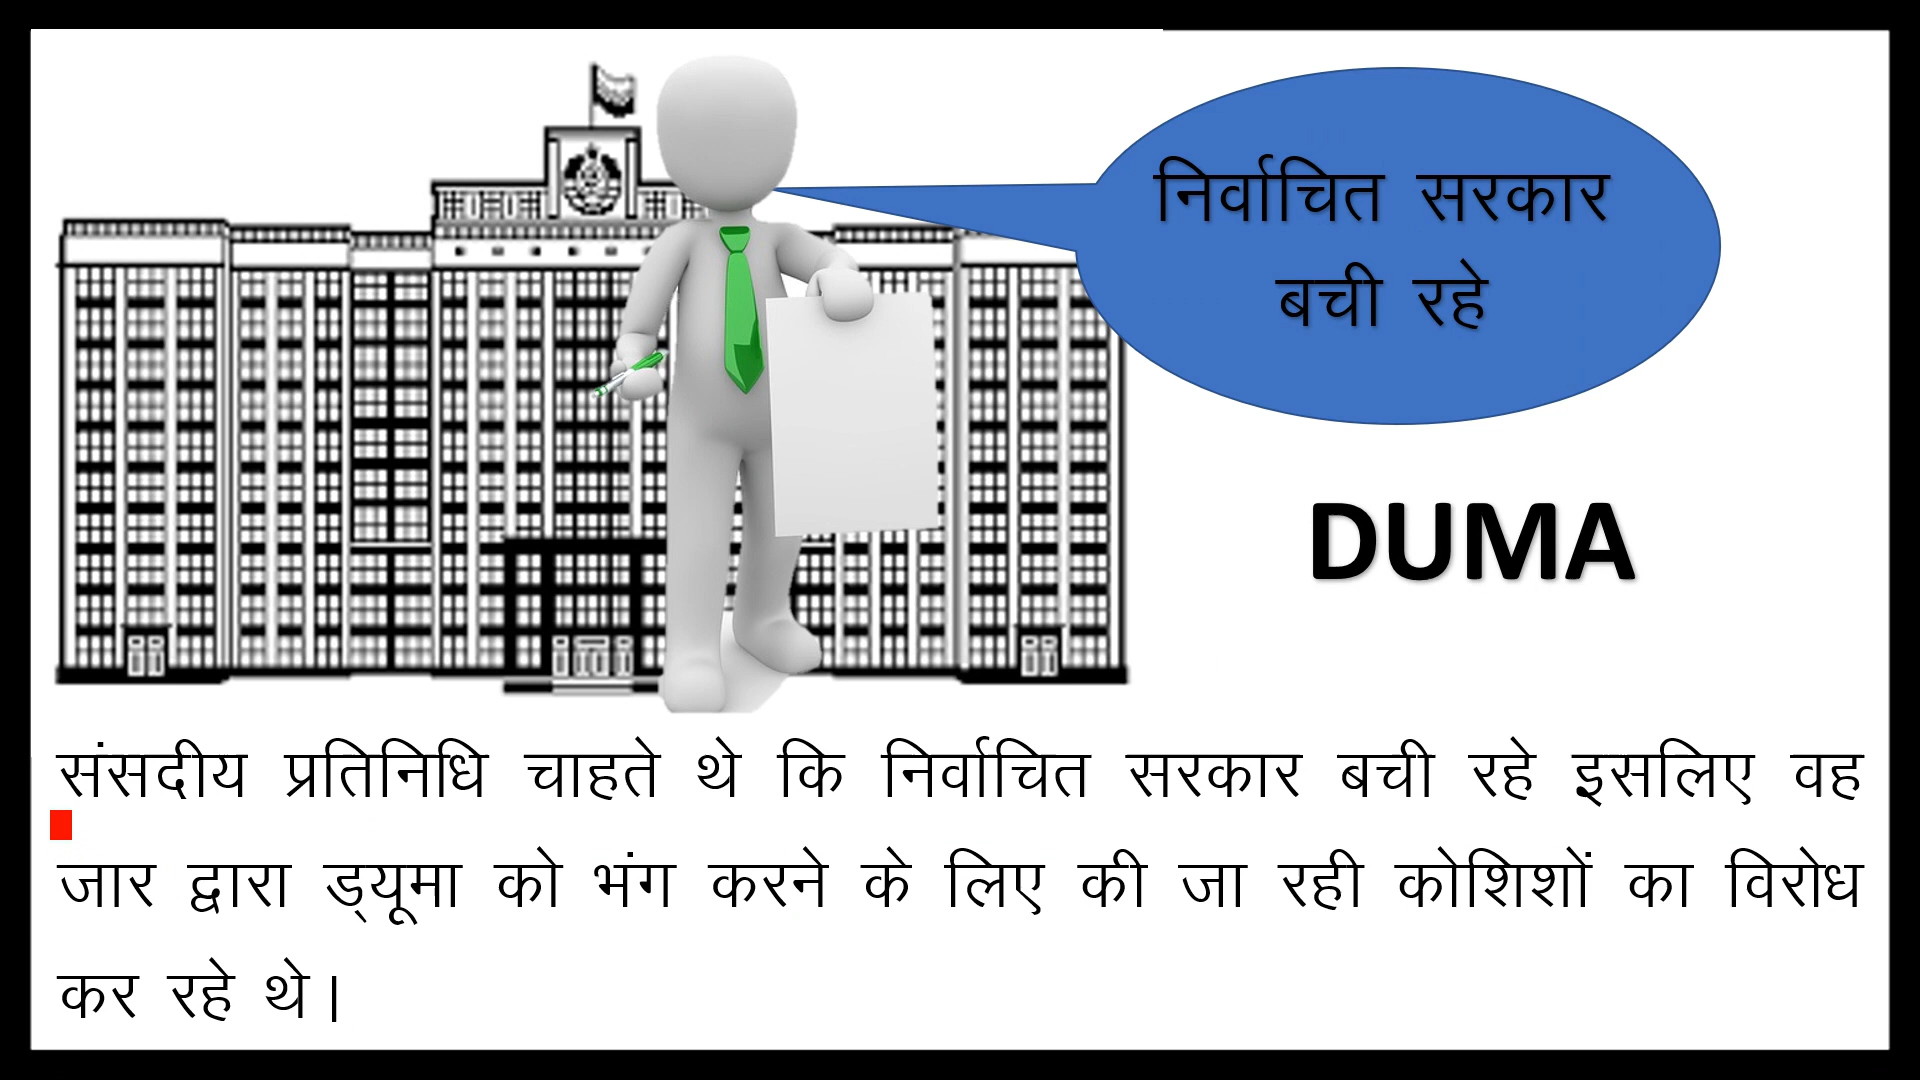 निर्वाचित सरकार
बची रहे
DUMA
संसदीय प्रतिनिधि चाहते थे कि निर्वाचित सरकार बची रहे इसलिए वह
जार द्वारा ड्यूमा को भंग करने के लिए की जा रही कोशिशों का विरोध
कर रहे थे।